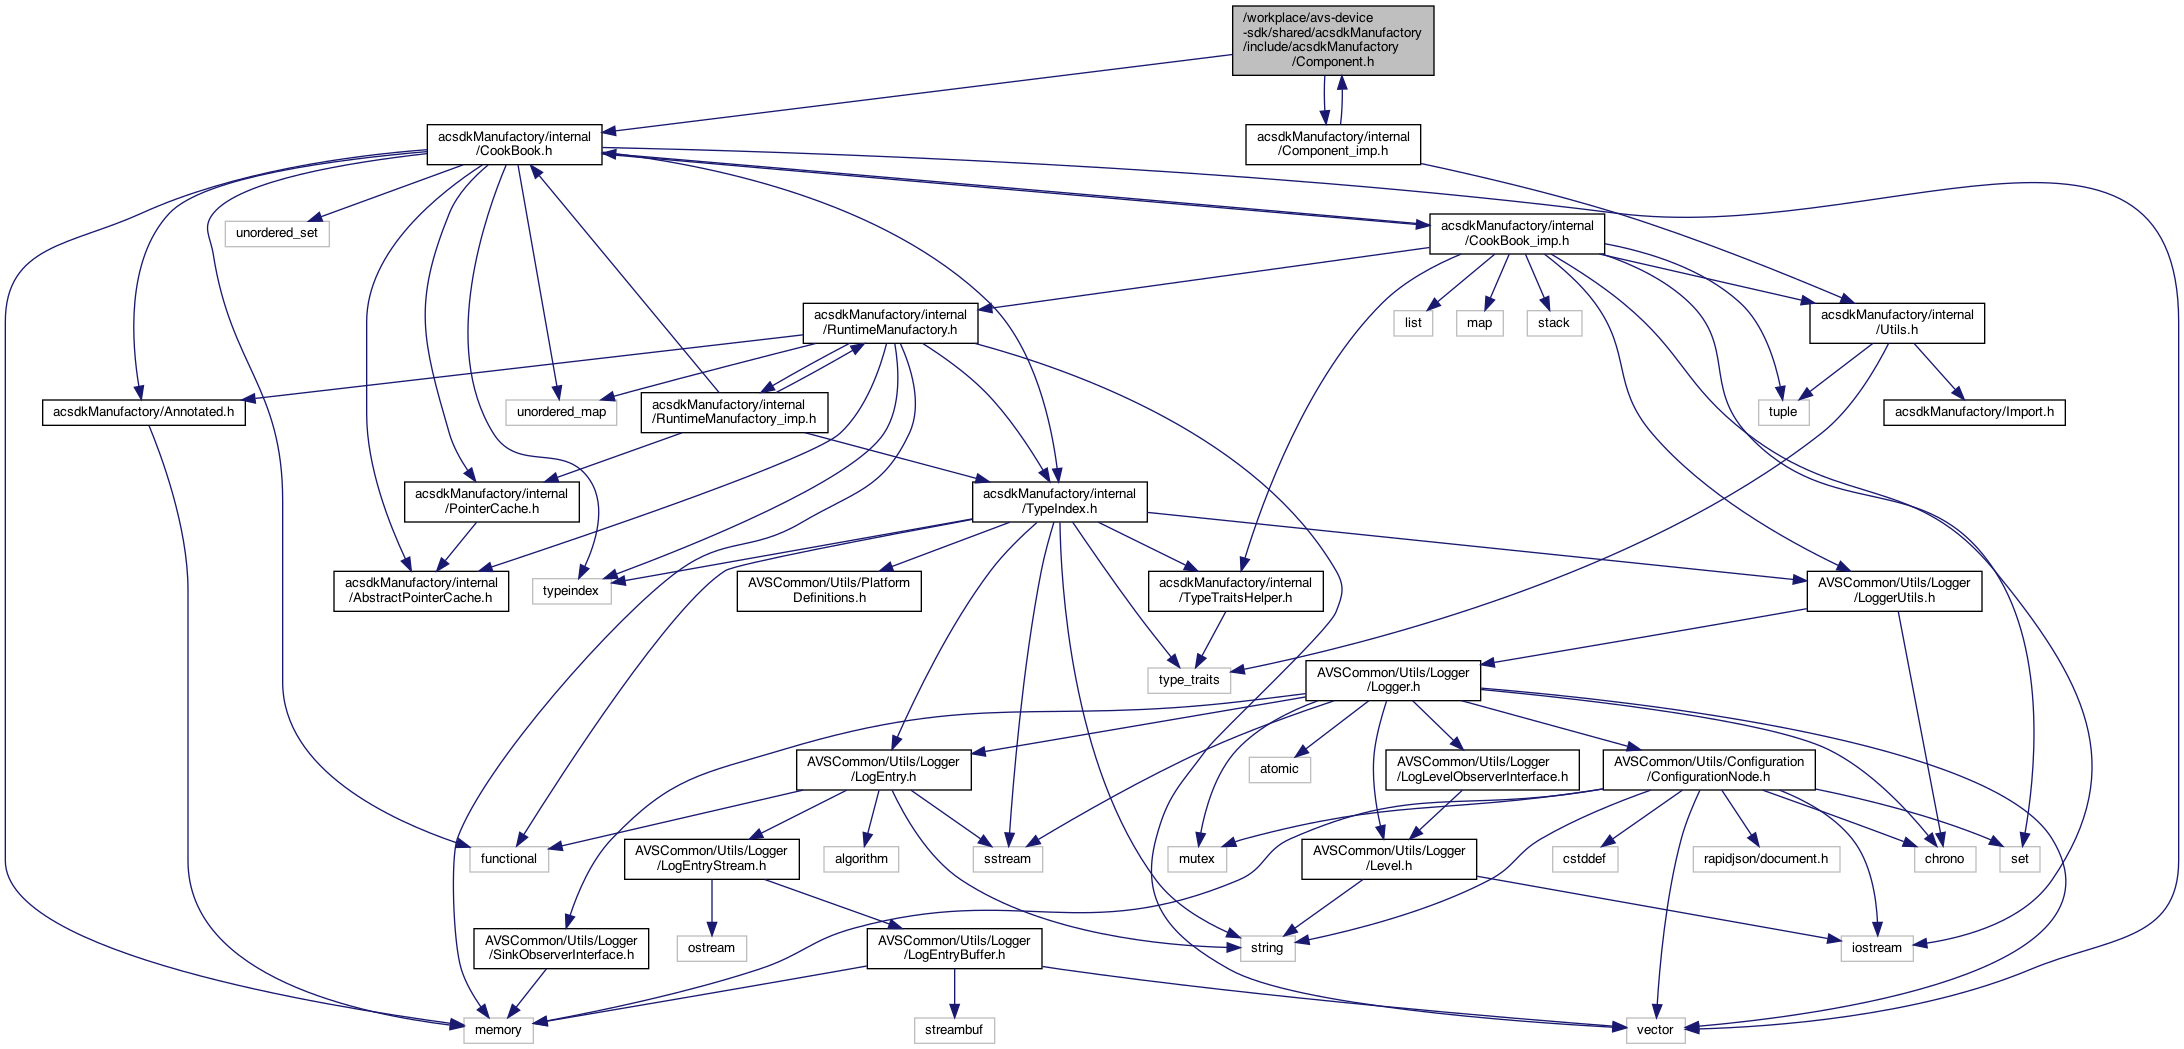 /workplace/avs-device
-sdk/shared/acsdkManufactory
/include/acsdkManufactory
/Component.h
acsdkManufactory/internal
/CookBook.h
acsdkManufactory/internal
/Component_imp.h
unordered_set
acsdkManufactory/internal
/CookBook_imp.h
acsdkManufactory/internal
/RuntimeManufactory.h
list
map
stack
acsdkManufactory/internal
/Utils.h
acsdkManufactory/Annotated.h
unordered_map
acsdkManufactory/internal
/RuntimeManufactory_imp.h
tuple
acsdkManufactory/Import.h
acsdkManufactory/internal
/PointerCache.h
acsdkManufactory/internal
/TypeIndex.h
acsdkManufactory/internal
/AbstractPointerCache.h
typeindex
AVSCommon/Utils/Platform
Definitions.h
acsdkManufactory/internal
/TypeTraitsHelper.h
AVSCommon/Utils/Logger
/LoggerUtils.h
type_traits
AVSCommon/Utils/Logger
/Logger.h
AVSCommon/Utils/Logger
/LogEntry.h
atomic
AVSCommon/Utils/Logger
/LogLevelObserverInterface.h
AVSCommon/Utils/Configuration
/ConfigurationNode.h
functional
AVSCommon/Utils/Logger
/LogEntryStream.h
algorithm
sstream
mutex
AVSCommon/Utils/Logger
/Level.h
cstddef
rapidjson/document.h
chrono
set
AVSCommon/Utils/Logger
/SinkObserverInterface.h
ostream
AVSCommon/Utils/Logger
/LogEntryBuffer.h
string
iostream
memory
streambuf
vector